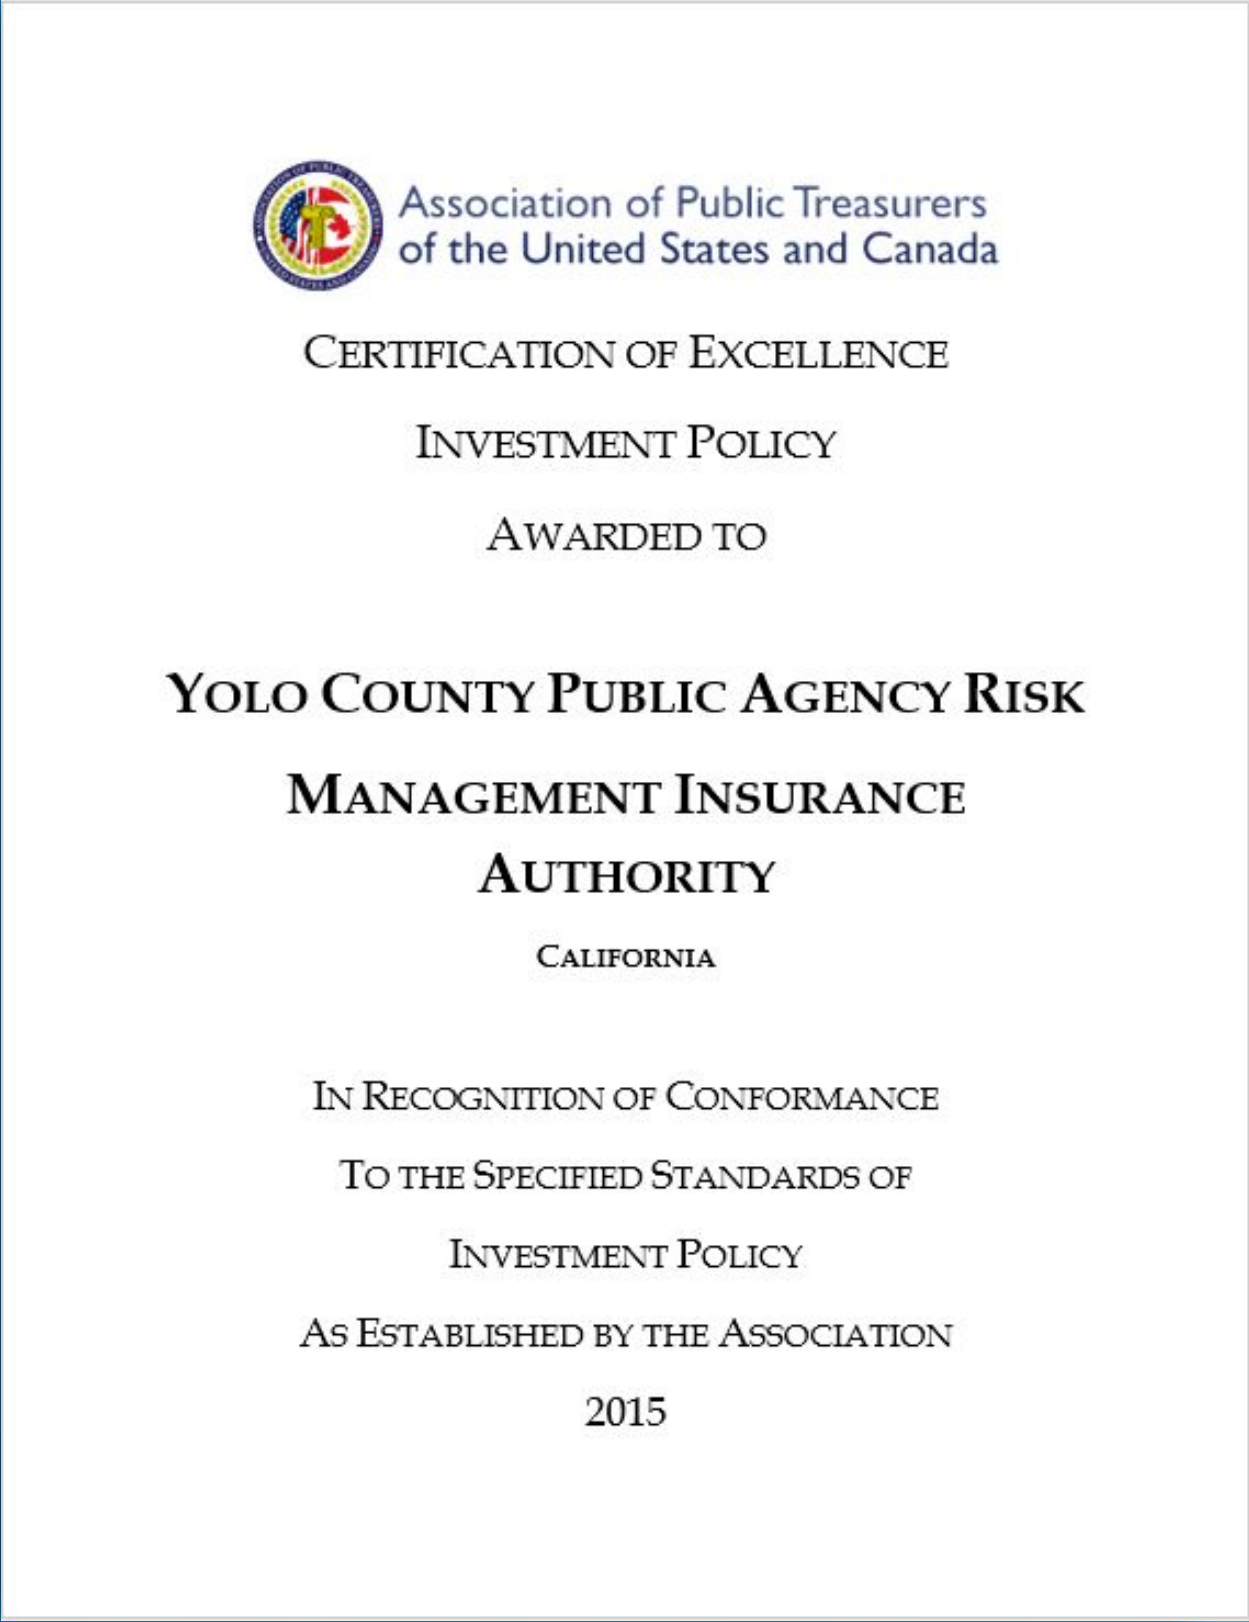 Association of Public Treasurers
of the United States and Canada
CERTIFICATION OF EXCELLENCE
INVESTMENT POLICY
AWARDED TO
YOLO COUNTY PUBLIC AGENCY RISK
MANAGEMENT INSURANCE
AUTHORITY
CALIFORNIA
IN RECOGNITION OF CONFORMANCE
TO THE SPECIFIED STANDARDS OF
INVESTMENT POLICY
AS ESTABLISHED BY THE ASSOCIATION
2015